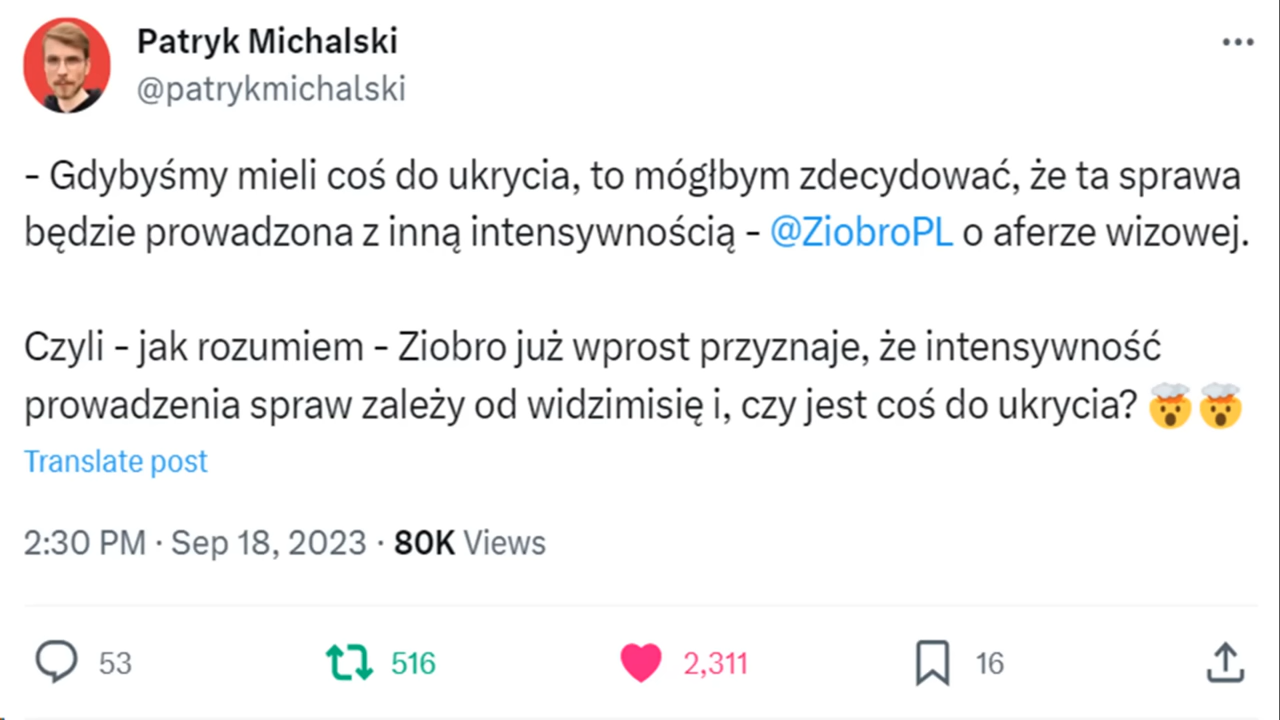 Patryk Michalski
@patrykmichalski
- Gdybyśmy mieli coś do ukrycia, to mógłbym zdecydować, że ta sprawa
będzie prowadzona z inną intensywnością - @ZiobroPL o aferze wizowej.
Czyli - jak rozumiem - Ziobro już wprost przyznaje, że intensywność
prowadzenia spraw zależy od widzimisię i, czy jest coś do ukrycia? 🤯🤯
Translate post
2:30 PM · Sep 18, 2023 · 80K Views
53 516 2,311 16